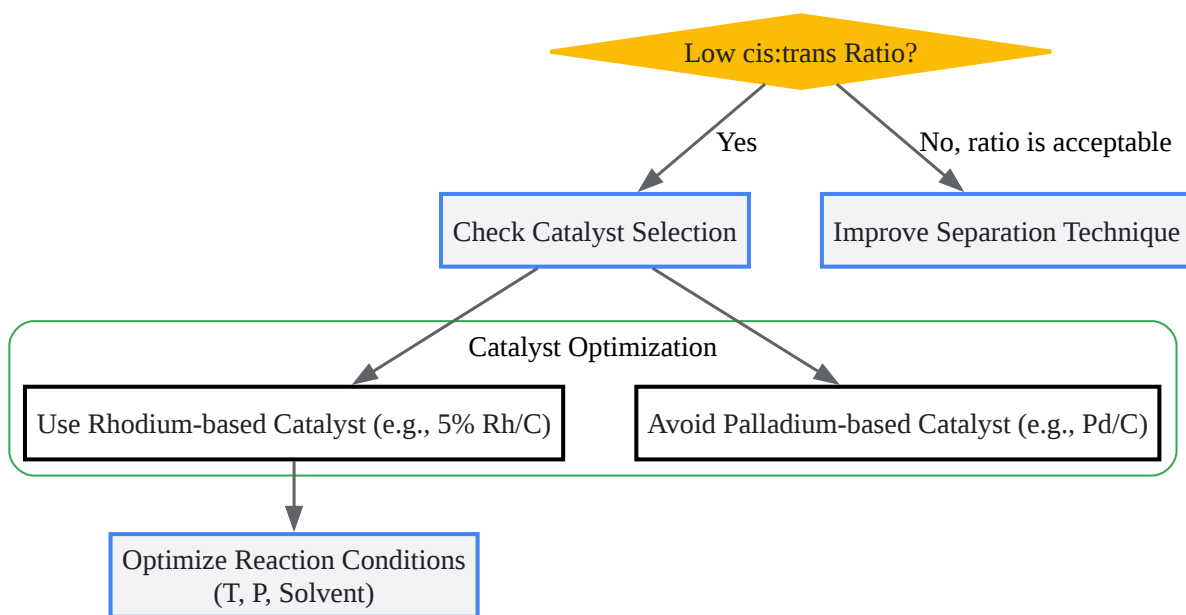 Low cis:trans Ratio?
Yes
No, ratio is acceptable
Check Catalyst Selection
Improve Separation Technique
Catalyst Optimization
Use Rhodium-based Catalyst (e.g., 5% Rh/C)
Avoid Palladium-based Catalyst (e.g., Pd/C)
Optimize Reaction Conditions
(T, P, Solvent)